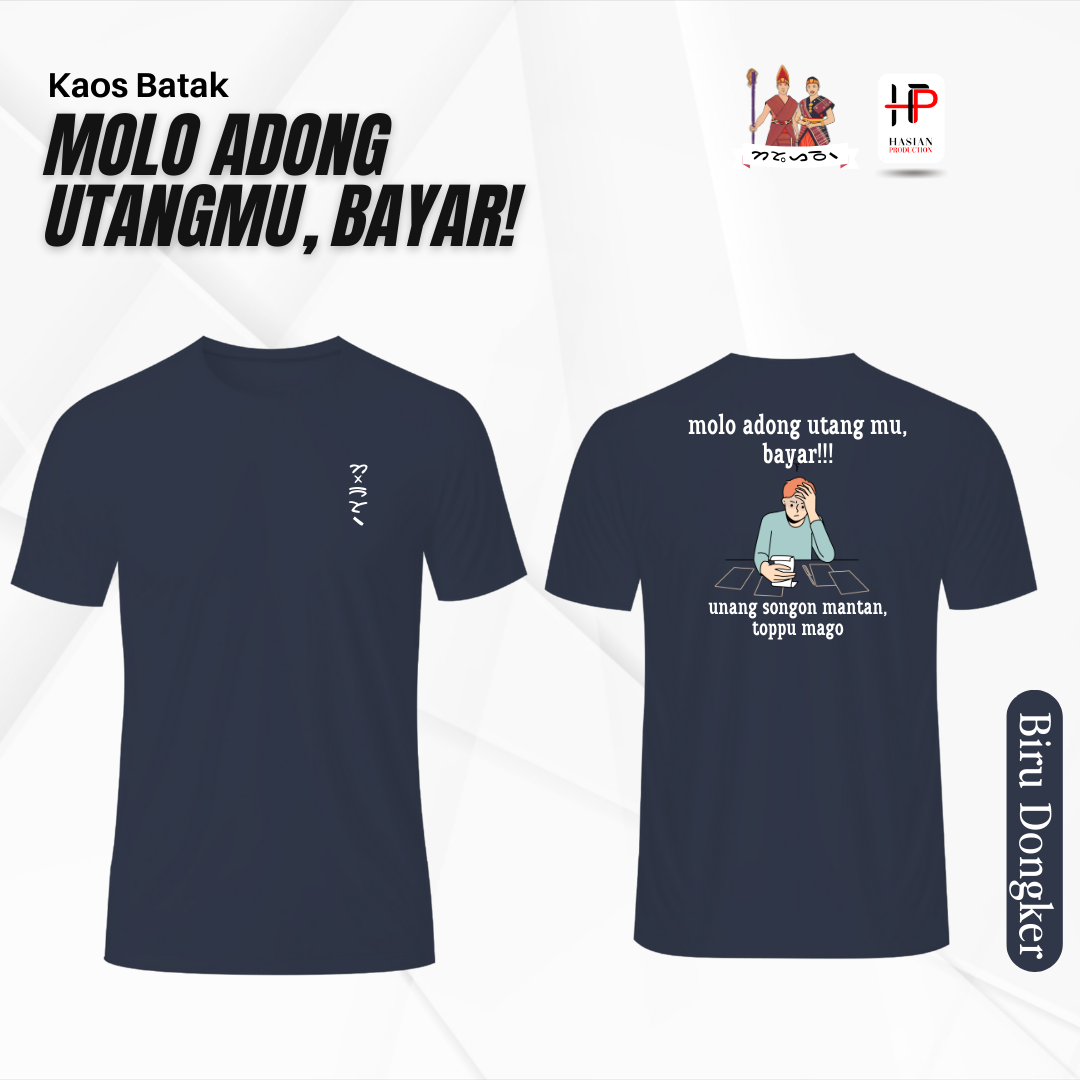 Kaos Batak
MOLO ADONG
UTANGMU, BAYAR!
HP
HASIAN
PRODUCTION
molo adong utang mu,
bayar!!!
unang songon mantan,
toppu mago
Biru Dongker